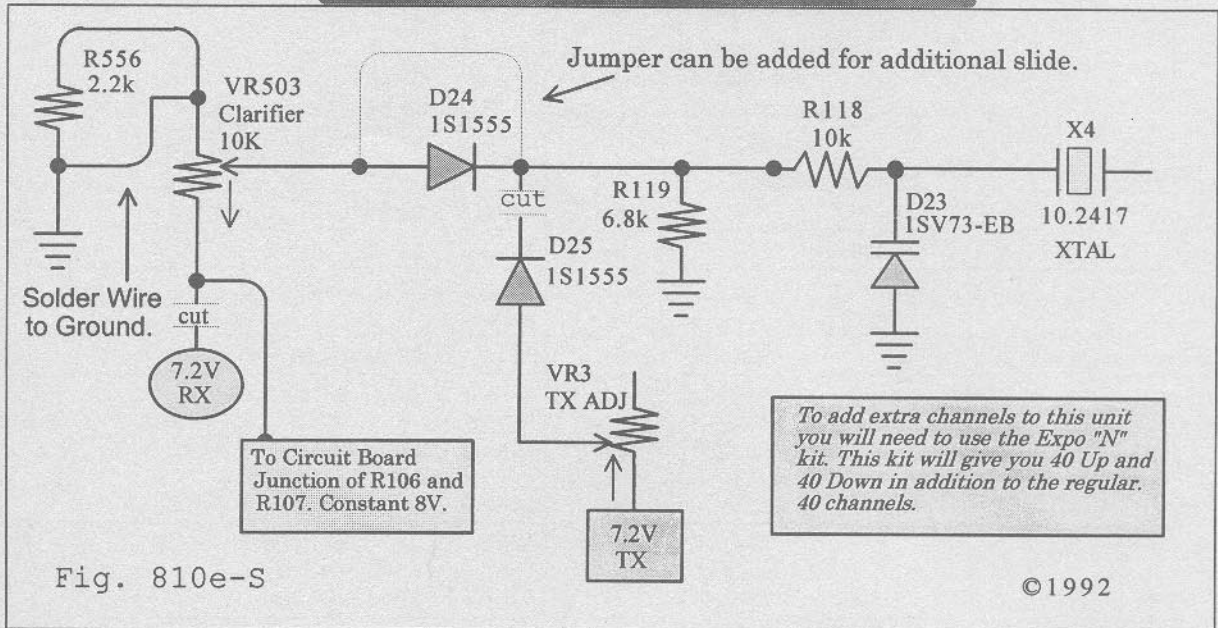 R556
2.2k
VR503
Clarifier
10K
Jumper can be added for additional slide.
D24
1S1555
R118
10k
X4
cut
R119
6.8k
D23
1SV73-EB
10.2417
XTAL
D25
1S1555
Solder Wire
to Ground.
cut
7.2V
RX
VR3
TX ADJ
To Circuit Board
Junction of R106 and
R107. Constant 8V.
7.2V
TX
To add extra channels to this unit
you will need to use the Expo "N"
kit. This kit will give you 40 Up and
40 Down in addition to the regular.
40 channels.
Fig. 810e-S
©1992